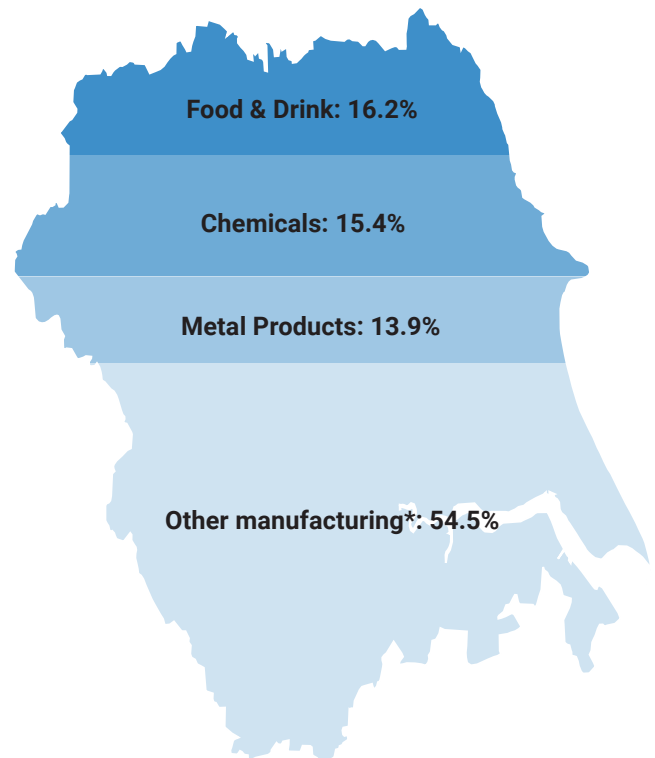 Food & Drink: 16.2%
Chemicals: 15.4%
Metal Products: 13.9%
Other manufacturing*: 54.5%